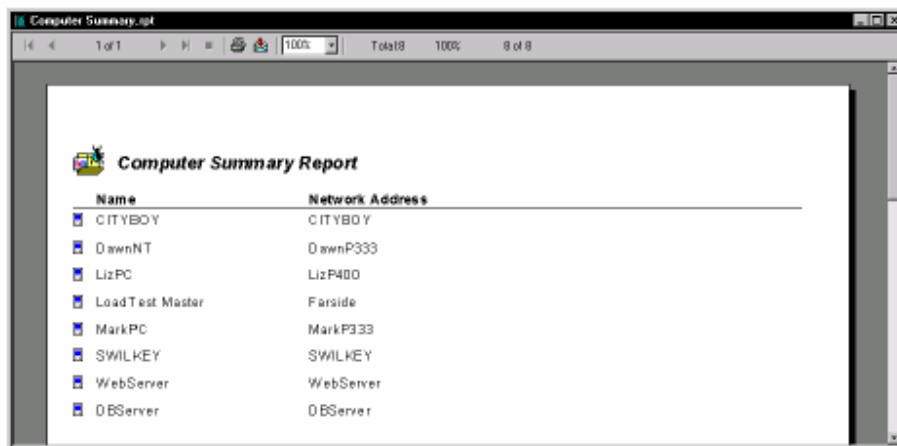 Computer Summary.rpt
1 of 1 100% Total:8 100% 8 of 8
Computer Summary Report
Name Network Address
CITYBOY CITYBOY
DawnNT DawnP333
LizPC LizP400
LoadTest Master Farside
MarkPC MarkP333
SWILKEY SWILKEY
WebServer WebServer
DBServer DBServer